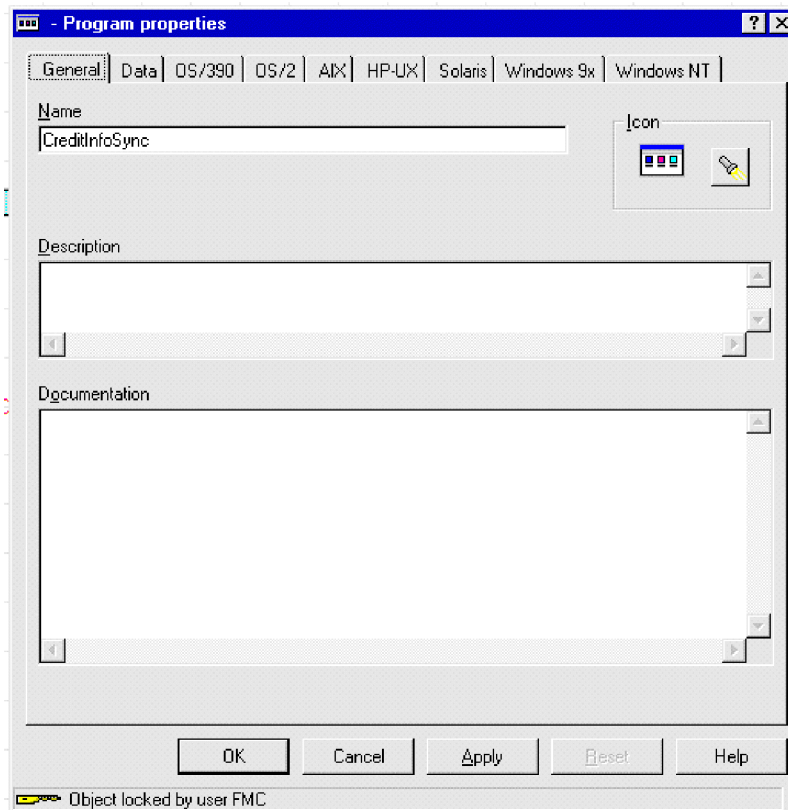 - Program properties
General Data OS/390 OS/2 AIX HP-UX Solaris Windows 9x Windows NT
Name
CreditInfoSync
Icon
Description
Documentation
OK Cancel Apply Reset Help
Object locked by user FMC